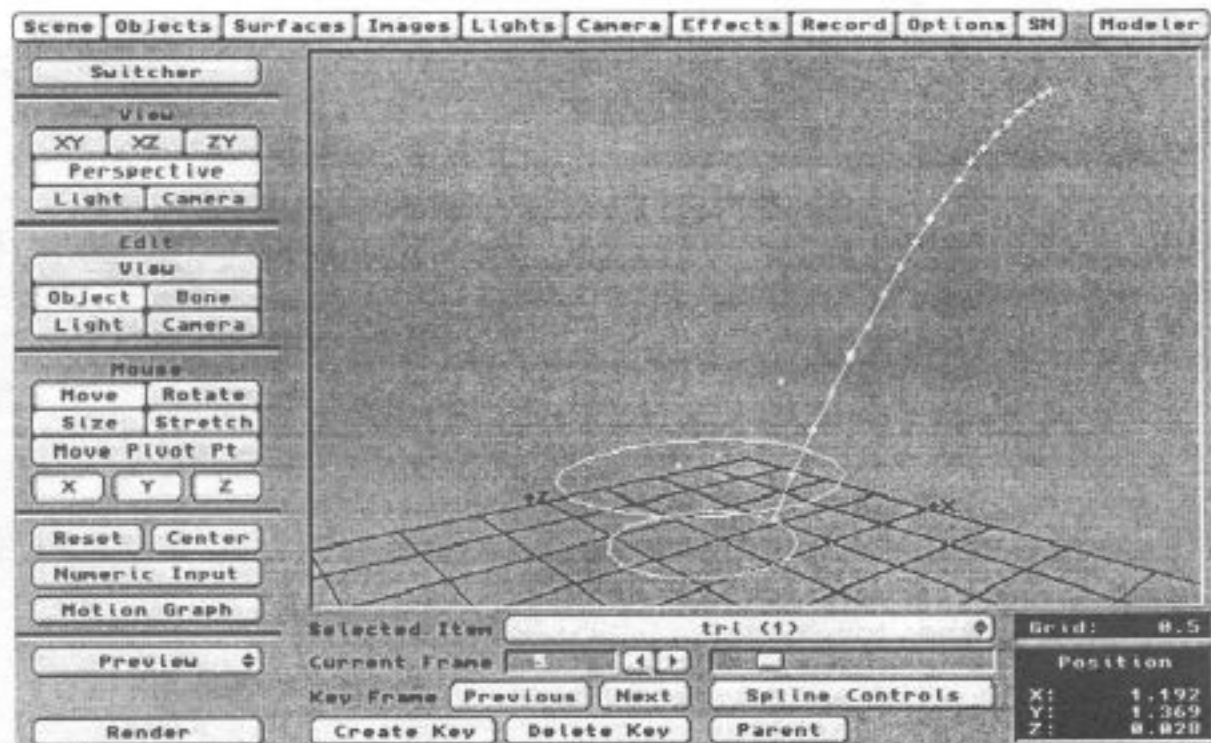 Scene Objects Surfaces Images Lights Camera Effects Record Options SN Modeler
Switcher
View
XY XZ ZY
Perspective
Light Camera
Edit
View
Object Bone
Light Camera
Mouse
Move Rotate
Size Stretch
Move Pivot Pt
X Y Z
Reset Center
Numeric Input
Motion Graph
Preview
Render
+Z
+X
Selected Item tri (1)
Current Frame
Key Frame Previous Next Spline Controls
Create Key Delete Key Parent
Grid: 0.5
Position
X: 1.192
Y: 1.369
Z: 0.028